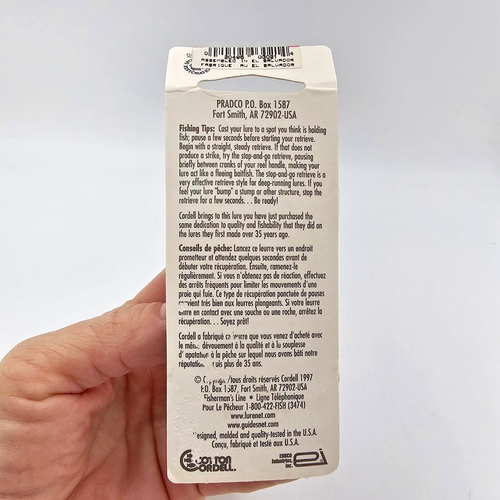 ASSEMBLED IN EL SALVADOR
FABRIQUE AU EL SALVADOR
PRADCO P.O. Box 1587
Fort Smith, AR 72902-USA
Fishing Tips: Cast your lure to a spot you think is holding
fish; pause a few seconds before starting your retrieve.
Begin with a straight, steady retrieve. If that does not
produce a strike, try the stop-and-go retrieve, pausing
briefly between cranks of your reel handle, making your
lure act like a fleeing baitfish. The stop-and-go retrieve is a
very effective retrieve style for deep-running lures. If you
feel your lure "bump" a stump or other structure, stop the
retrieve for a few seconds. . . Be ready!
Cordell brings to this lure you have just purchased the
same dedication to quality and fishability that they did on
the lures they first made over 35 years ago.
Conseils de pêche: Lancez ce leurre vers un endroit
prometteur et attendez quelques secondes avant de
débuter votre récupération. Ensuite, ramenez-le
régulièrement. Si vous n'obtenez pas de réaction, effectuez
des arrêts fréquents pour limiter les mouvements d'une
proie qui fuie. Ce type de récupération ponctuée de pauses
convient très bien aux leurres plongeants. Si votre leurre
entre en contact avec une souche ou une roche, arrêtez la
récupération. . . Soyez prêt!
Cordell a fabriqué ce leurre que vous venez d'acheté avec
le même dévouement à la qualité et à la souplesse
d'apatation à la pêche sur lequel nous avons bâti notre
réputation depuis plus de 35 ans.
© Copyright/tous droits réservés Cordell 1997
P.O. Box 1587, Fort Smith, AR 72902-USA
Fisherman's Line • Ligne Téléphonique
Pour Le Pêcheur 1-800-422-FISH (3474)
www.lurenet.com
www.guidesnet.com
Designed, molded and quality-tested in the U.S.A.
Conçu, fabriqué et testé aux U.S.A.
COTTON
CORDELL
EBSCO
Industries,
Inc.